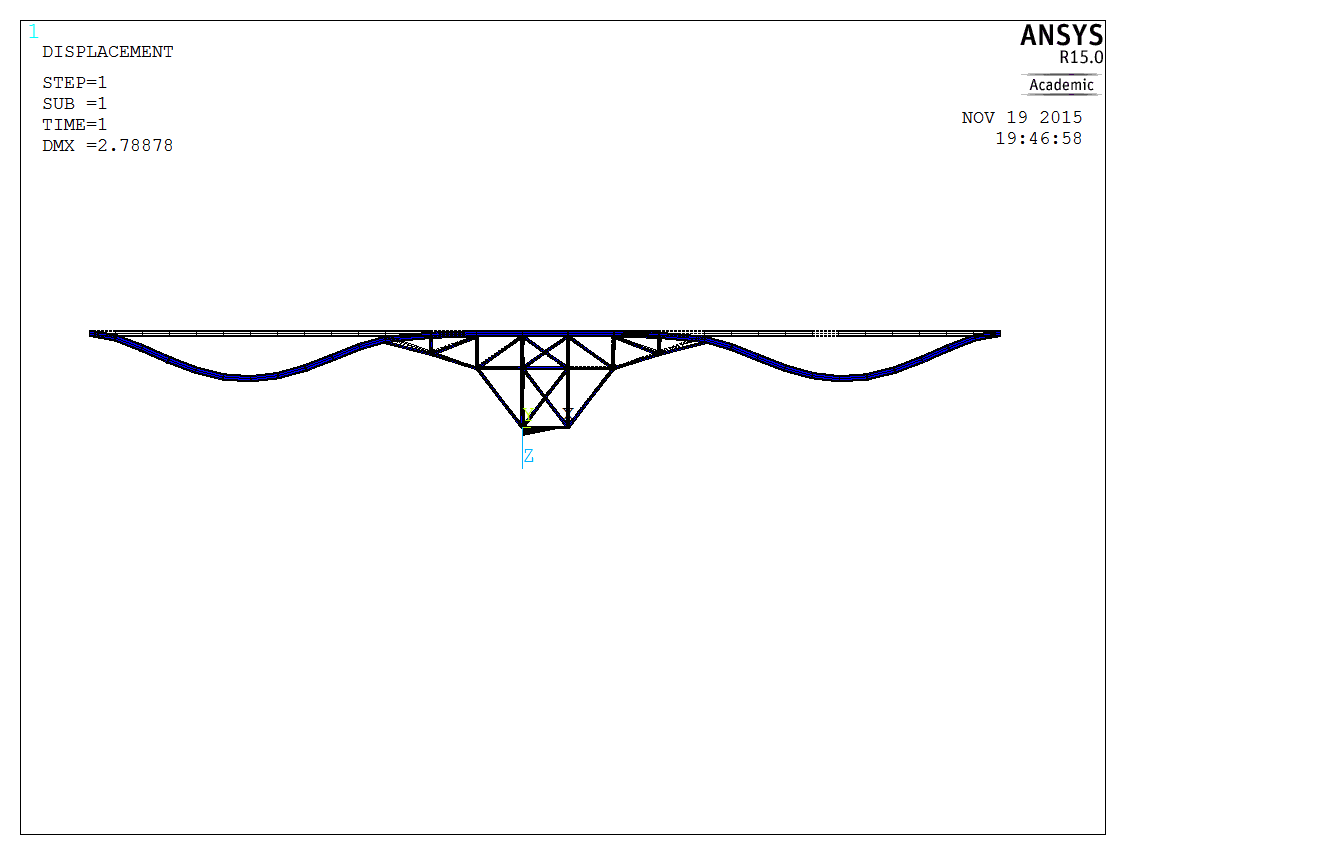 1
DISPLACEMENT
STEP=1
SUB =1
TIME=1
DMX =2.78878
ANSYS
R15.0
Academic
NOV 19 2015
19:46:58
Z